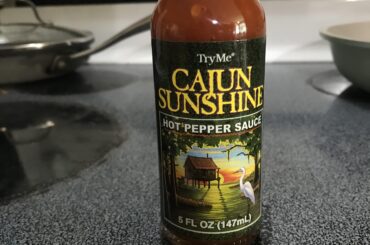 TryMe®
CAJUN
SUNSHINE
HOT PEPPER SAUCE
5 FL OZ (147mL)